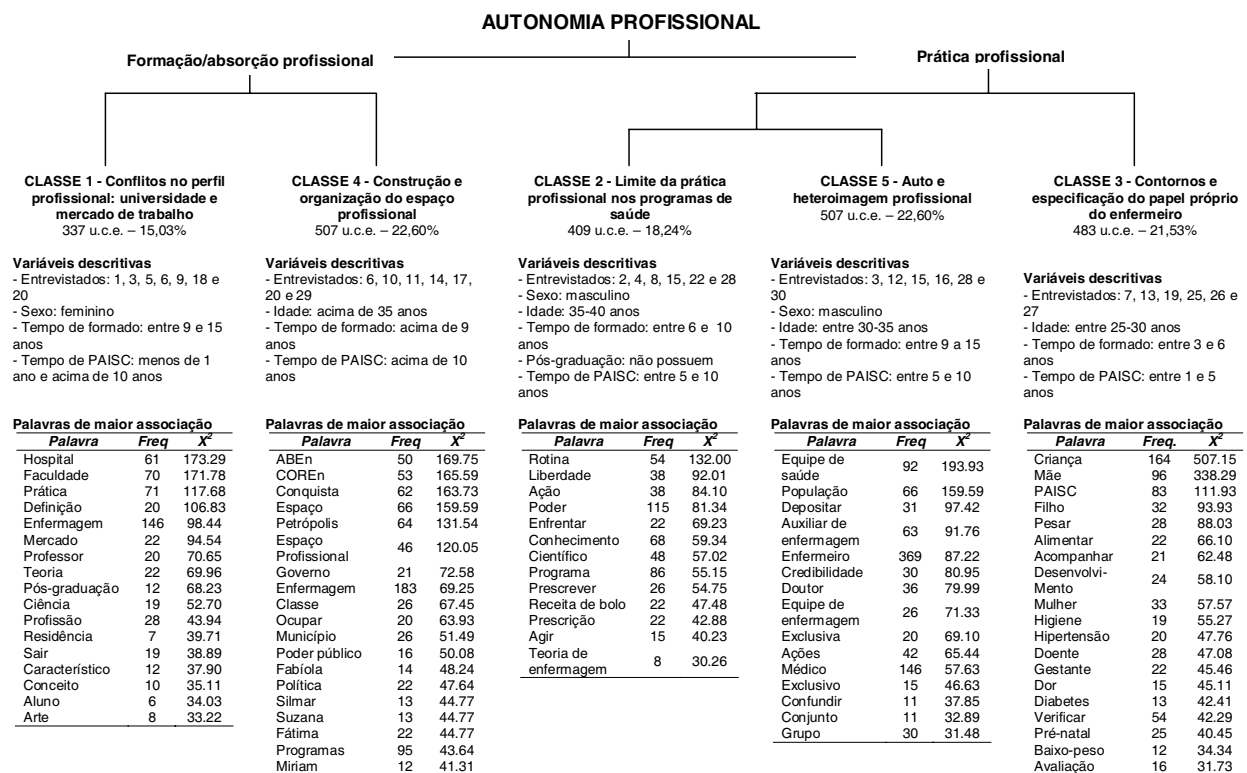 AUTONOMIA PROFISSIONAL
Formação/absorção profissional
Prática profissional
CLASSE 1 - Conflitos no perfil
profissional: universidade e
mercado de trabalho
337 u.c.e. – 15,03%
Variáveis descritivas
- Entrevistados: 1, 3, 5, 6, 9, 18 e
20
- Sexo: feminino
- Tempo de formado: entre 9 e 15
anos
- Tempo de PAISC: menos de 1
ano e acima de 10 anos
Palavras de maior associação
Palavra Freq X²
Hospital 61 173.29
Faculdade 70 171.78
Prática 71 117.68
Definição 20 106.83
Enfermagem 146 98.44
Mercado 22 94.54
Professor 20 70.65
Teoria 22 69.96
Pós-graduação 12 68.23
Ciência 19 52.70
Profissão 28 43.94
Residência 7 39.71
Sair 19 38.89
Característico 12 37.90
Conceito 10 35.11
Aluno 6 34.03
Arte 8 33.22
CLASSE 4 - Construção e
organização do espaço
profissional
507 u.c.e. – 22,60%
Variáveis descritivas
- Entrevistados: 6, 10, 11, 14, 17,
20 e 29
- Idade: acima de 35 anos
- Tempo de formado: acima de 9
anos
- Tempo de PAISC: acima de 10
anos
Palavras de maior associação
Palavra Freq X²
ABEn 50 169.75
COREn 53 165.59
Conquista 62 163.73
Espaço 66 159.59
Petrópolis 64 131.54
Espaço
Profissional 46 120.05
Governo 21 72.58
Enfermagem 183 69.25
Classe 26 67.45
Ocupar 20 63.93
Município 26 51.49
Poder público 16 50.08
Fabíola 14 48.24
Política 22 47.64
Silmar 13 44.77
Suzana 13 44.77
Fátima 22 44.77
Programas 95 43.64
Miriam 12 41.31
CLASSE 2 - Limite da prática
profissional nos programas de
saúde
409 u.c.e. – 18,24%
Variáveis descritivas
- Entrevistados: 2, 4, 8, 15, 22 e 28
- Sexo: masculino
- Idade: 35-40 anos
- Tempo de formado: entre 6 e 10
anos
- Pós-graduação: não possuem
- Tempo de PAISC: entre 5 e 10
anos
Palavras de maior associação
Palavra Freq X²
Rotina 54 132.00
Liberdade 38 92.01
Ação 38 84.10
Poder 115 81.34
Enfrentar 22 69.23
Conhecimento 68 59.34
Científico 48 57.02
Programa 86 55.15
Prescrever 26 54.75
Receita de bolo 22 47.48
Prescrição 22 42.88
Agir 15 40.23
Teoria de
enfermagem 8 30.26
CLASSE 5 - Auto e
heteroimagem profissional
507 u.c.e. – 22,60%
Variáveis descritivas
- Entrevistados: 3, 12, 15, 16, 28 e
30
- Sexo: masculino
- Idade: entre 30-35 anos
- Tempo de formado: entre 9 a 15
anos
- Tempo de PAISC: entre 5 e 10
anos
Palavras de maior associação
Palavra Freq X²
Equipe de
saúde 92 193.93
População 66 159.59
Depositar 31 97.42
Auxiliar de
enfermagem 63 91.76
Enfermeiro 369 87.22
Credibilidade 30 80.95
Doutor 36 79.99
Equipe de
enfermagem 26 71.33
Exclusiva 20 69.10
Ações 42 65.44
Médico 146 57.63
Exclusivo 15 46.63
Confundir 11 37.85
Conjunto 11 32.89
Grupo 30 31.48
CLASSE 3 - Contornos e
especificação do papel próprio
do enfermeiro
483 u.c.e. – 21,53%
Variáveis descritivas
- Entrevistados: 7, 13, 19, 25, 26 e
27
- Idade: entre 25-30 anos
- Tempo de formado: entre 3 e 6
anos
- Tempo de PAISC: entre 1 e 5
anos
Palavras de maior associação
Palavra Freq. X²
Criança 164 507.15
Mãe 96 338.29
PAISC 83 111.93
Filho 32 93.93
Pesar 28 88.03
Alimentar 22 66.10
Acompanhar 21 62.48
Desenvolvi-
Mento 24 58.10
Mulher 33 57.57
Higiene 19 55.27
Hipertensão 20 47.76
Doente 28 47.08
Gestante 22 45.46
Dor 15 45.11
Diabetes 13 42.41
Verificar 54 42.29
Pré-natal 25 40.45
Baixo-peso 12 34.34
Avaliação 16 31.73